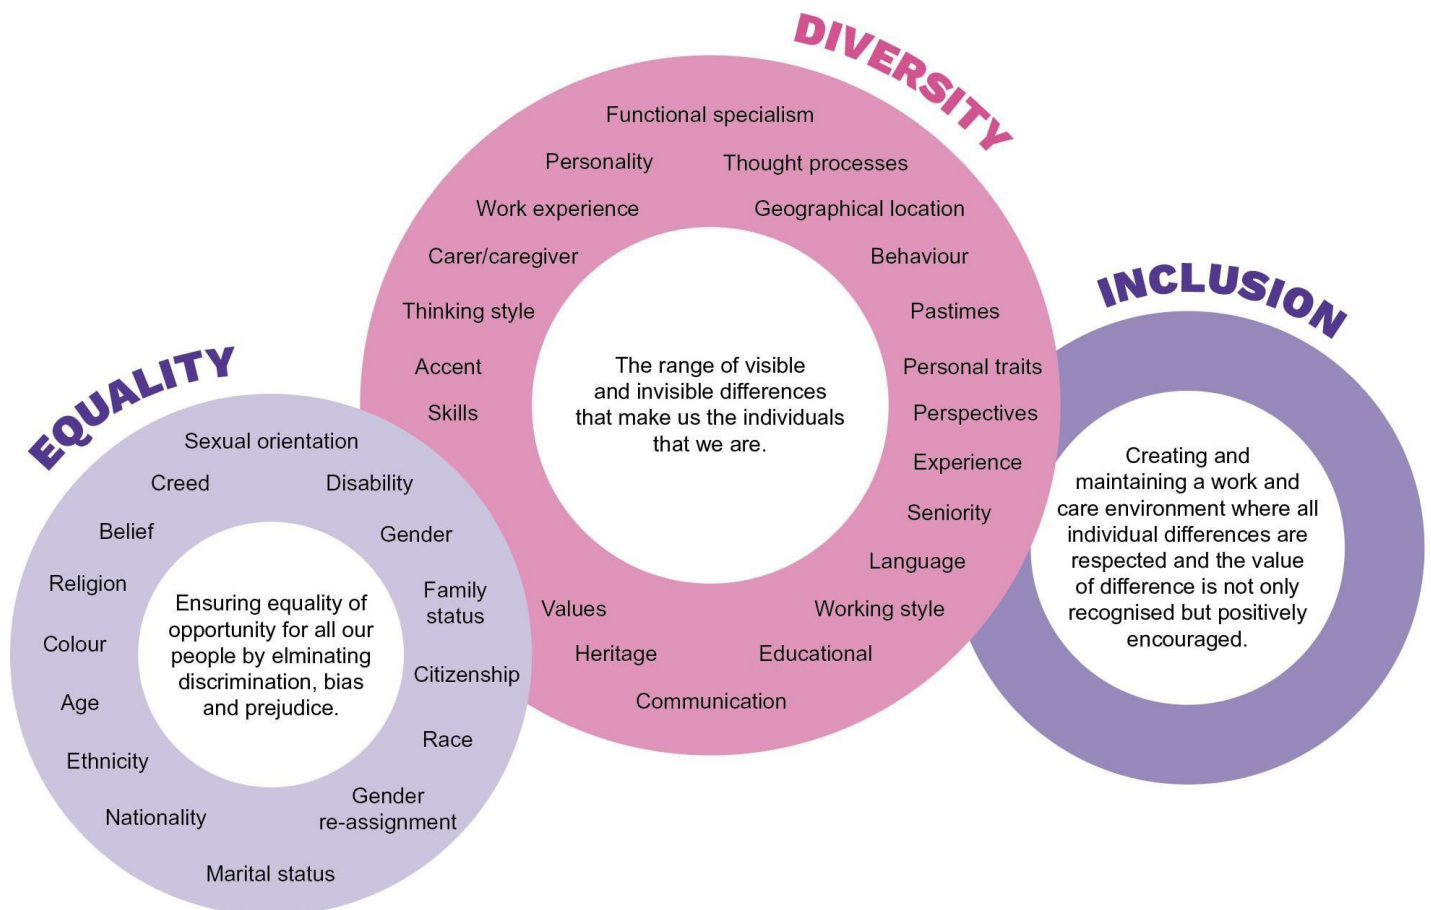 DIVERSITY
Functional specialism
Personality
Thought processes
Work experience
Geographical location
Carer/caregiver
Behaviour
Thinking style
Pastimes
Accent
Personal traits
Skills
Perspectives
Experience
Seniority
Language
Values
Working style
Heritage
Educational
Communication
The range of visible
and invisible differences
that make us the individuals
that we are.
EQUALITY
Sexual orientation
Creed
Disability
Belief
Gender
Religion
Family
status
Colour
Citizenship
Age
Race
Ethnicity
Gender
re-assignment
Nationality
Marital status
Ensuring equality of
opportunity for all our
people by elminating
discrimination, bias
and prejudice.
INCLUSION
Creating and
maintaining a work and
care environment where all
individual differences are
respected and the value
of difference is not only
recognised but positively
encouraged.